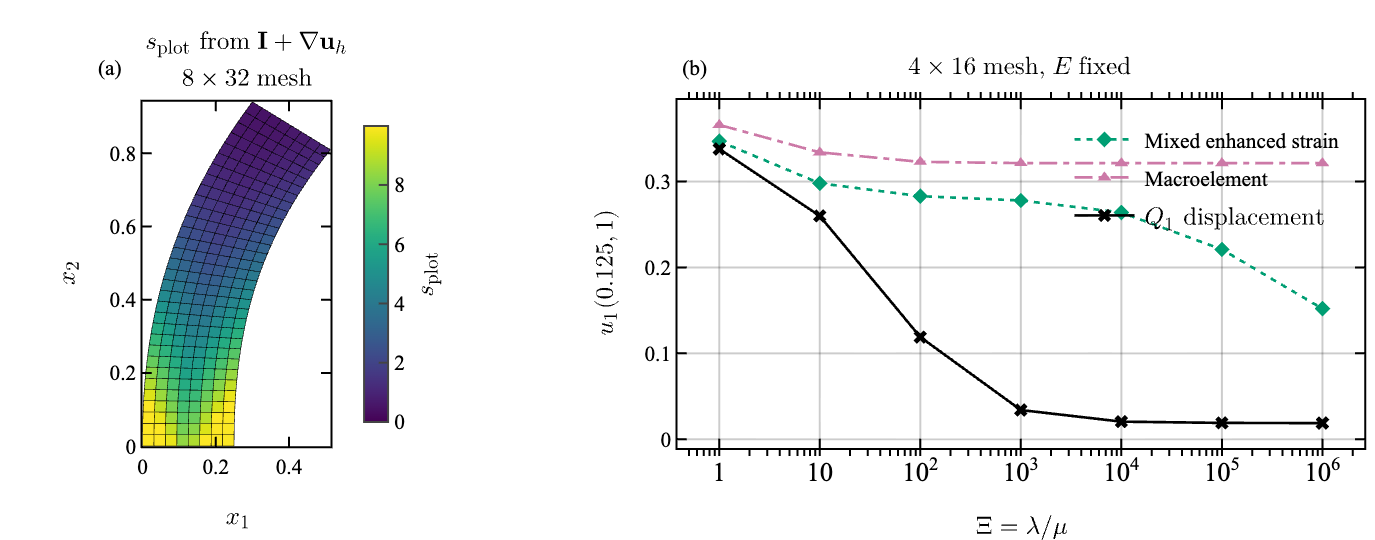 s_plot from I + ∇u_h
(a)
8 × 32 mesh
0.8
0.6
0.4
0.2
0
x_2
0
0.2
0.4
x_1
8
6
4
2
0
s_plot
(b)
4 × 16 mesh, E fixed
Mixed enhanced strain
Macroelement
Q_1 displacement
0.3
0.2
0.1
0
u_1(0.125, 1)
1
10
10^2
10^3
10^4
10^5
10^6
Ξ = λ/μ